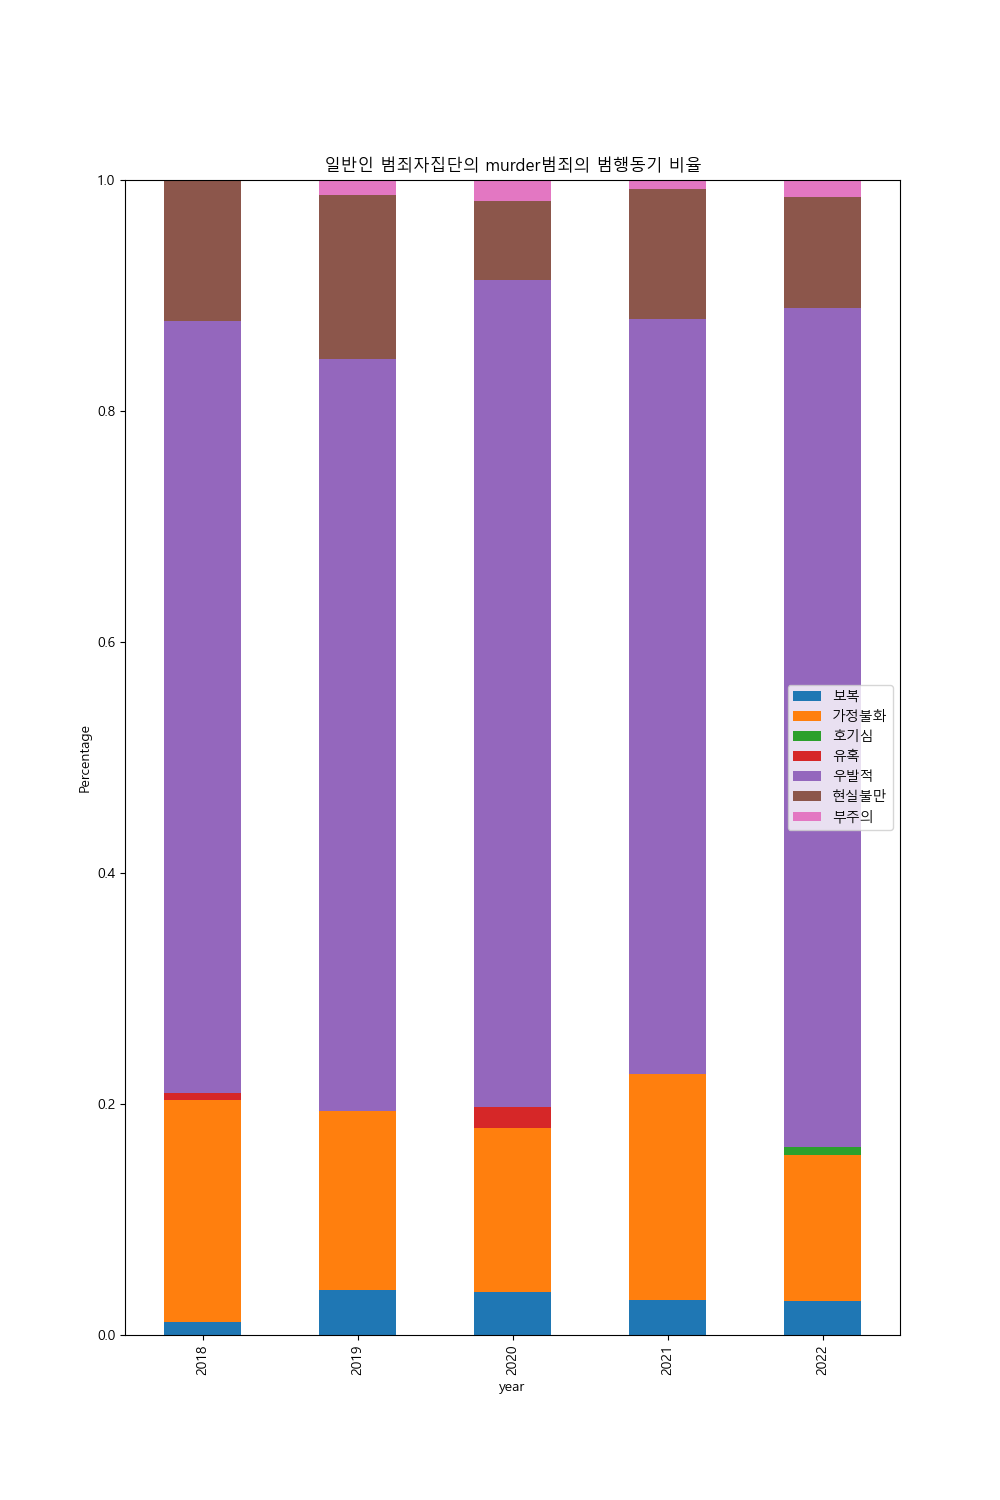 일반인 범죄자집단의 murder범죄의 범행동기 비율
1.0
0.8
0.6
0.4
0.2
0.0
Percentage
보복
가정불화
호기심
유혹
우발적
현실불만
부주의
2018
2019
2020
2021
2022
year